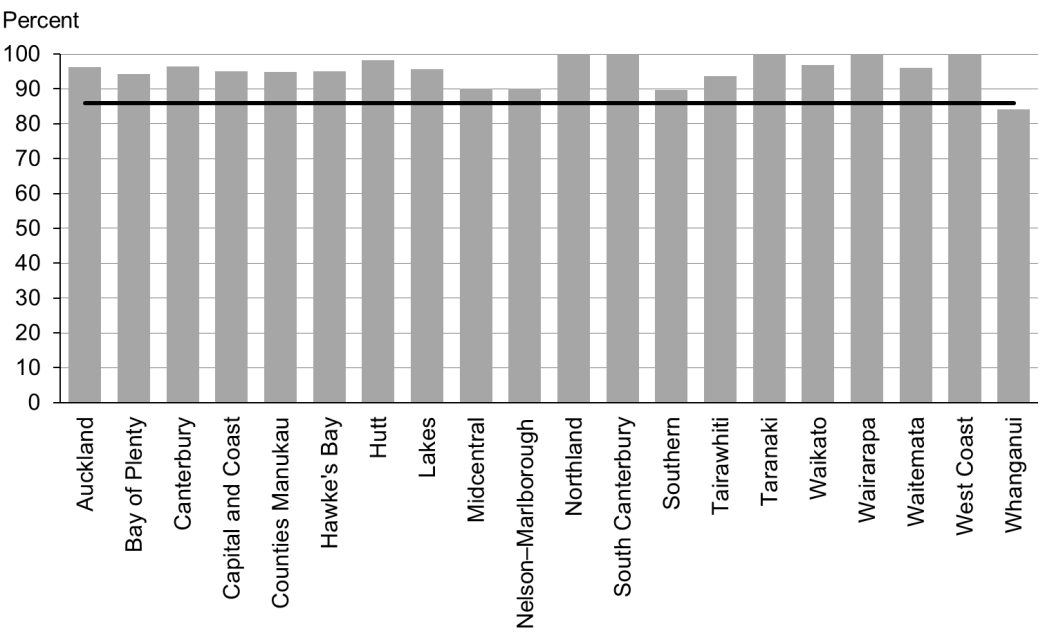 Percent
100
90
80
70
60
50
40
30
20
10
0
Auckland
Bay of Plenty
Canterbury
Capital and Coast
Counties Manukau
Hawke's Bay
Hutt
Lakes
Midcentral
Nelson–Marlborough
Northland
South Canterbury
Southern
Tairawhiti
Taranaki
Waikato
Wairarapa
Waitemata
West Coast
Whanganui